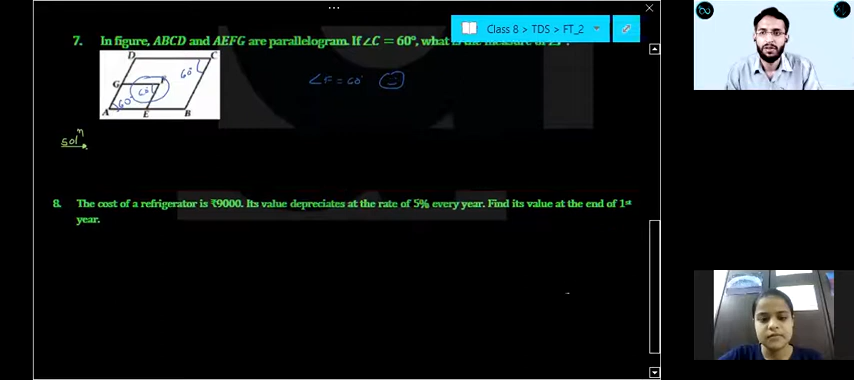 Class 8 > TDS > FT_2
7. In figure, ABCD and AEFG are parallelogram. If ∠C = 60°, what
D C
60°
G F
60°
60°
A E B
∠F = 60°
Solⁿ
8. The cost of a refrigerator is ₹9000. Its value depreciates at the rate of 5% every year. Find its value at the end of 1st
year.